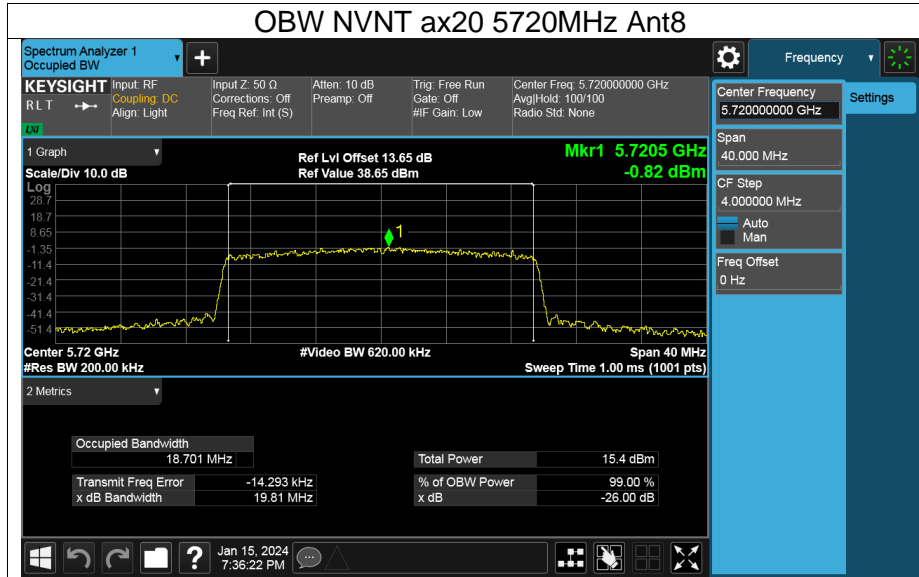 OBW NVNT ax20 5720MHz Ant8
Spectrum Analyzer 1
Occupied BW
+
Frequency
KEYSIGHT
RLT
LXI
Input: RF
Coupling: DC
Align: Light
Input Z: 50 Ω
Corrections: Off
Freq Ref: Int (S)
Atten: 10 dB
Preamp: Off
Trig: Free Run
Gate: Off
#IF Gain: Low
Center Freq: 5.720000000 GHz
Avg|Hold: 100/100
Radio Std: None
Center Frequency
5.720000000 GHz
Settings
Span
40.000 MHz
CF Step
4.000000 MHz
Auto
Man
Freq Offset
0 Hz
1 Graph
Scale/Div 10.0 dB
Ref Lvl Offset 13.65 dB
Ref Value 38.65 dBm
Mkr1 5.7205 GHz
-0.82 dBm
Log
28.7
18.7
8.65
-1.35
-11.4
-21.4
-31.4
-41.4
-51.4
1
Center 5.72 GHz
#Video BW 620.00 kHz
Span 40 MHz
#Res BW 200.00 kHz
Sweep Time 1.00 ms (1001 pts)
2 Metrics
Occupied Bandwidth
18.701 MHz
Total Power 15.4 dBm
Transmit Freq Error -14.293 kHz
% of OBW Power 99.00 %
x dB Bandwidth 19.81 MHz
x dB -26.00 dB
?
Jan 15, 2024
7:36:22 PM